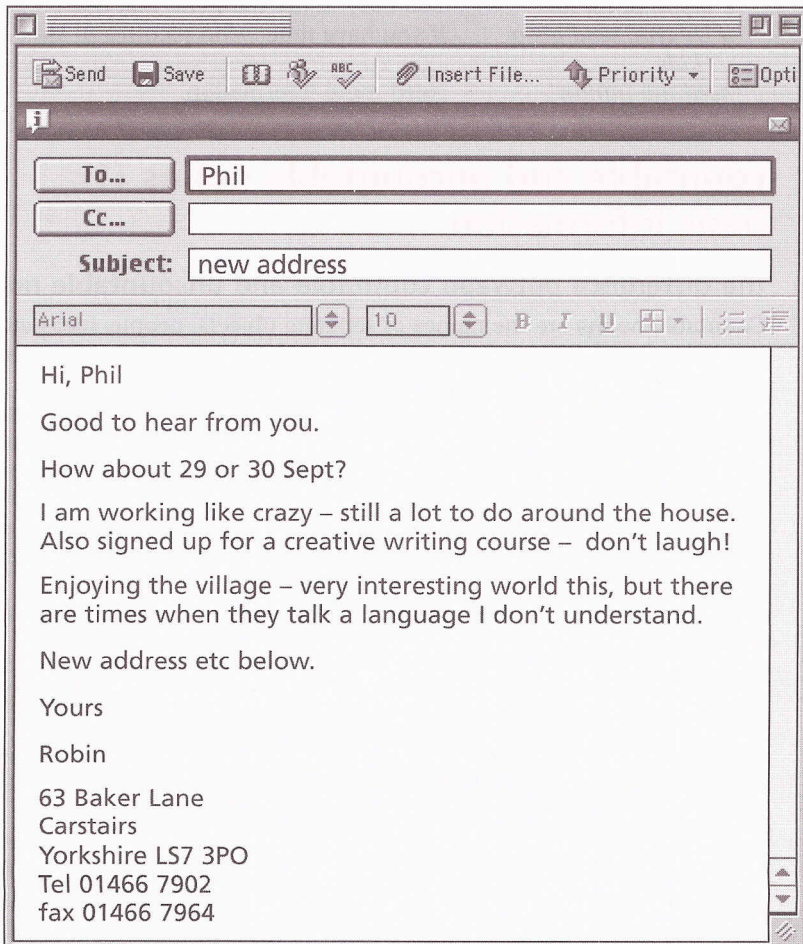 Send Save ABC Insert File... Priority Opti
To... Phil
Cc...
Subject: new address
Arial 10 B I U
Hi, Phil
Good to hear from you.
How about 29 or 30 Sept?
I am working like crazy – still a lot to do around the house.
Also signed up for a creative writing course – don't laugh!
Enjoying the village – very interesting world this, but there
are times when they talk a language I don't understand.
New address etc below.
Yours
Robin
63 Baker Lane
Carstairs
Yorkshire LS7 3PO
Tel 01466 7902
fax 01466 7964